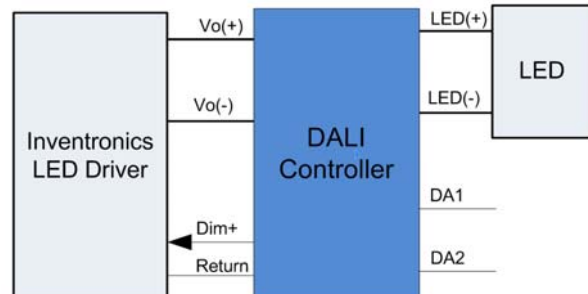 Vo(+)
LED(+)
LED
Vo(-)
LED(-)
Inventronics
LED Driver
DALI
Controller
DA1
Dim+
Return
DA2